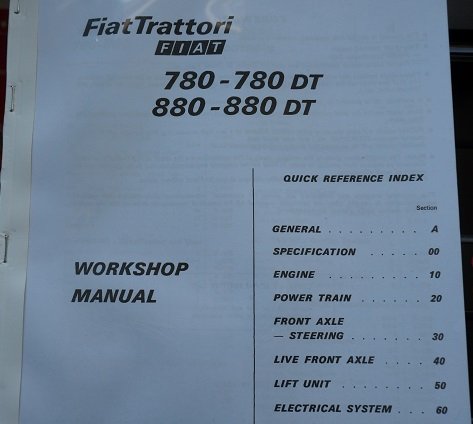 FiatTrattori
FIAT
780 - 780 DT
880 - 880 DT
QUICK REFERENCE INDEX
Section
GENERAL . . . . . . . . . A
SPECIFICATION . . . . . 00
ENGINE . . . . . . . . . 10
POWER TRAIN . . . . . . 20
FRONT AXLE
— STEERING . . . . . . . 30
LIVE FRONT AXLE . . . . 40
LIFT UNIT . . . . . . . . 50
ELECTRICAL SYSTEM . . . 60
WORKSHOP
MANUAL